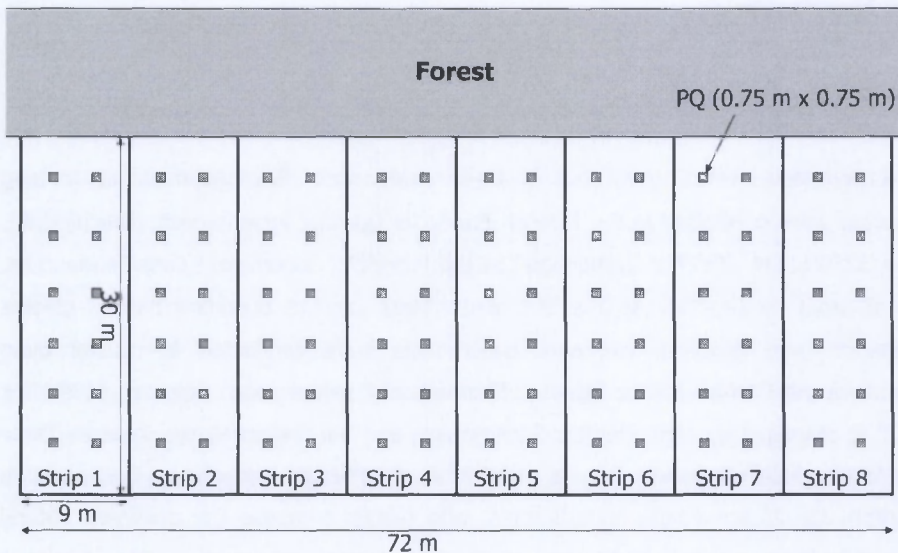 Forest
PQ (0.75 m x 0.75 m)
30 m
Strip 1 Strip 2 Strip 3 Strip 4 Strip 5 Strip 6 Strip 7 Strip 8
9 m
72 m